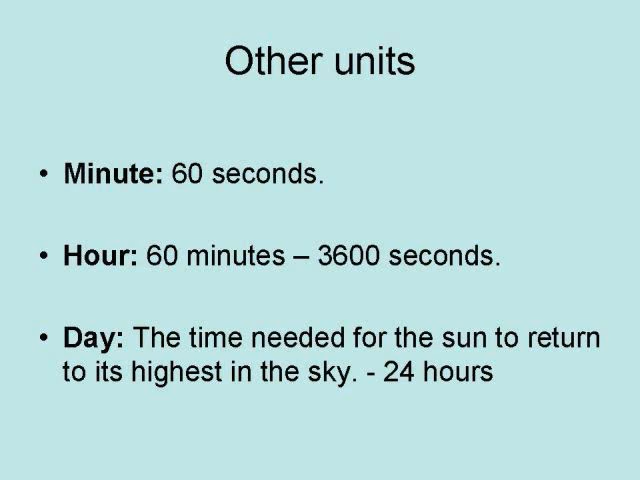 Other units
• Minute: 60 seconds.
• Hour: 60 minutes – 3600 seconds.
• Day: The time needed for the sun to return
to its highest in the sky. - 24 hours